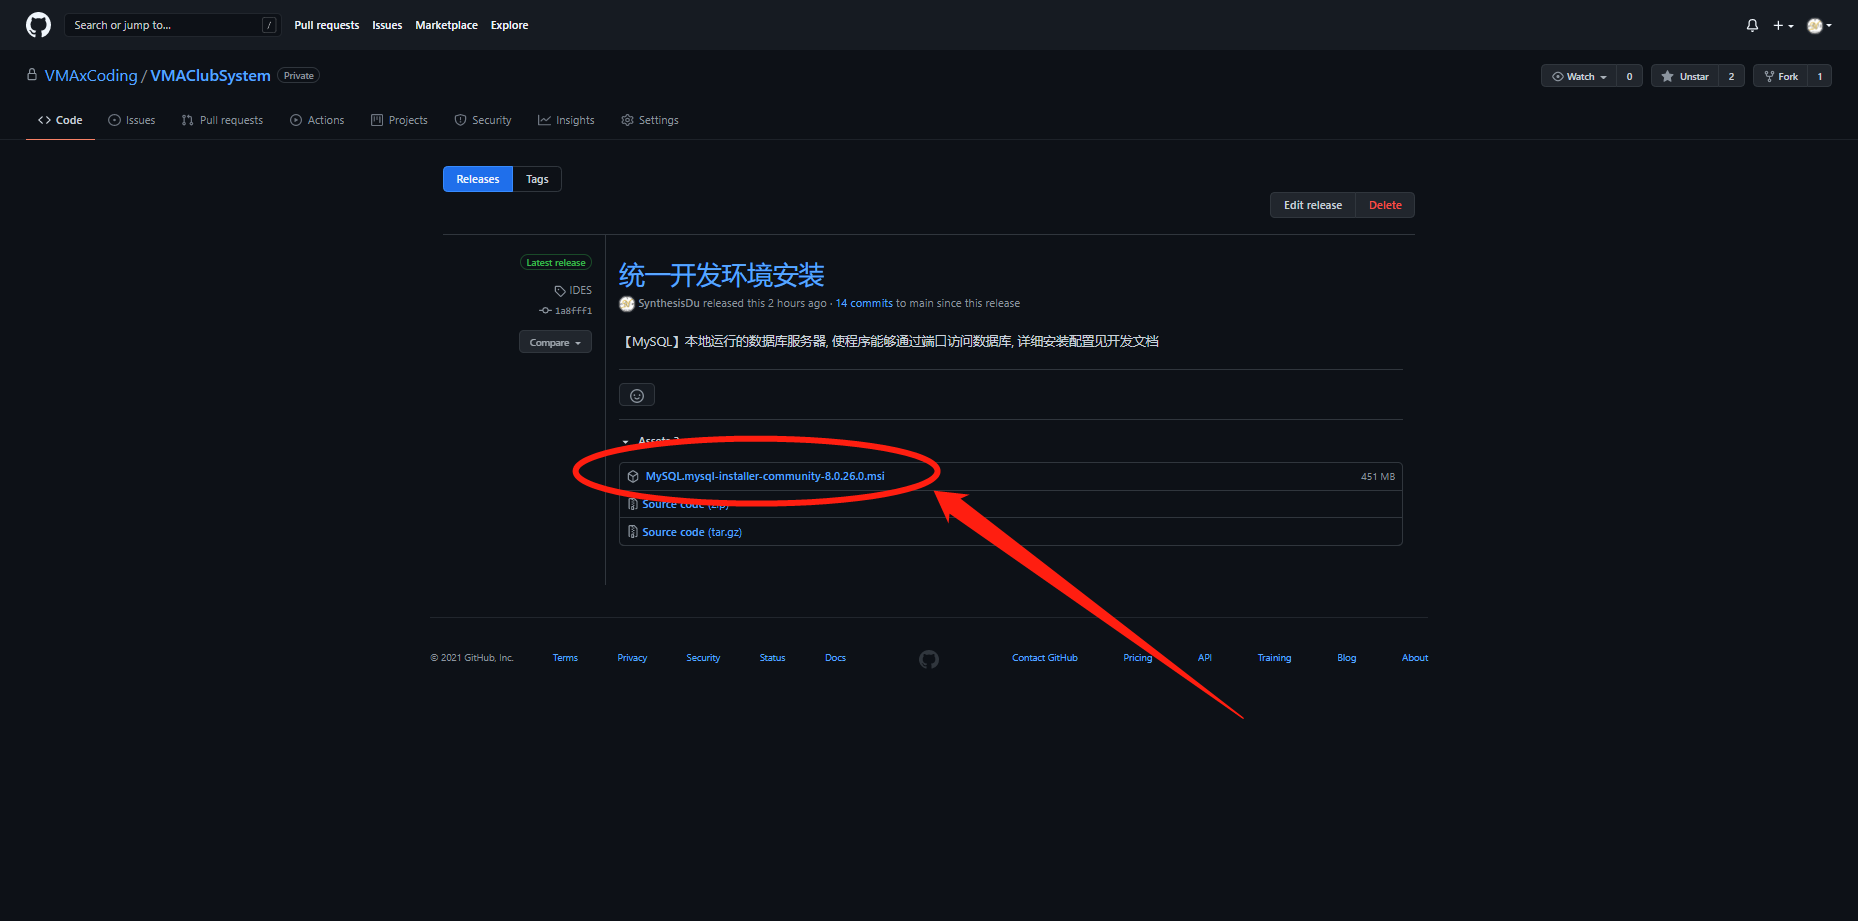 Search or jump to... /
Pull requests Issues Marketplace Explore
VMAxCoding / VMAClubSystem Private
Watch 0 Unstar 2 Fork 1
Code Issues Pull requests Actions Projects Security Insights Settings
Releases Tags
Edit release Delete
Latest release
IDES
1a8fff1
Compare
统一开发环境安装
SynthesisDu released this 2 hours ago · 14 commits to main since this release
【MySQL】本地运行的数据库服务器, 使程序能够通过端口访问数据库, 详细安装配置见开发文档
Assets 3
MySQL.mysql-installer-community-8.0.26.0.msi 451 MB
Source code (zip)
Source code (tar.gz)
© 2021 GitHub, Inc. Terms Privacy Security Status Docs Contact GitHub Pricing API Training Blog About